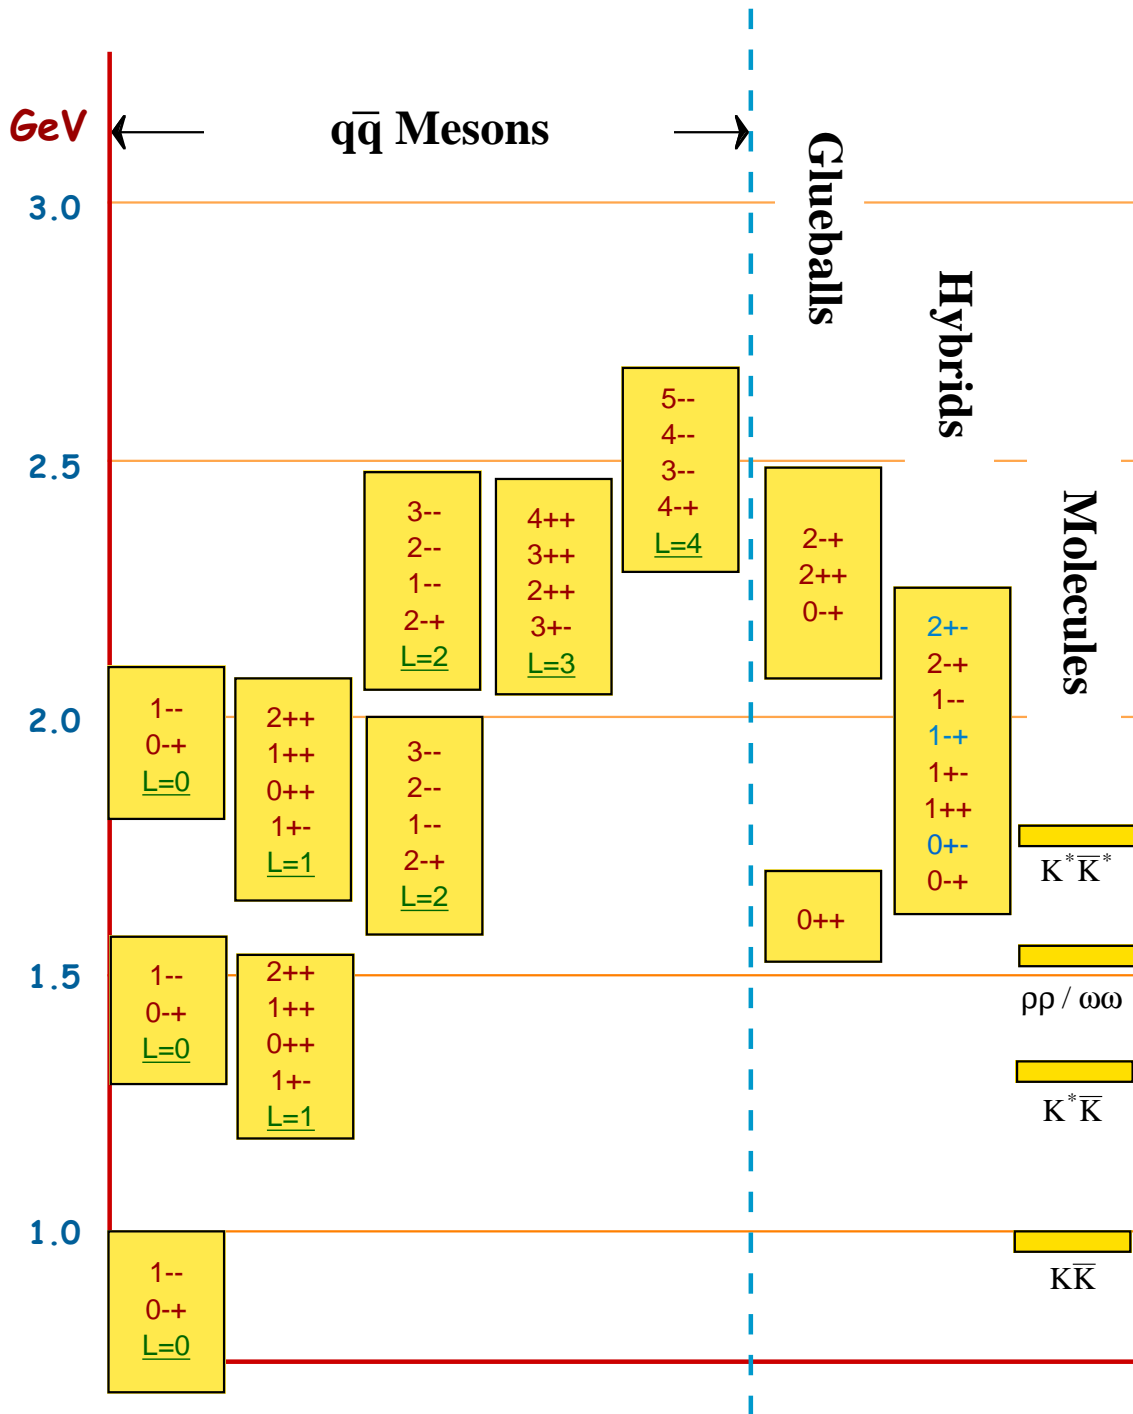 GeV
qq̅ Mesons
Glueballs
Hybrids
Molecules
3.0
2.5
2.0
1.5
1.0
1--
0-+
L=0
1--
0-+
L=0
1--
0-+
L=0
2++
1++
0++
1+-
L=1
2++
1++
0++
1+-
L=1
3--
2--
1--
2-+
L=2
3--
2--
1--
2-+
L=2
4++
3++
2++
3+-
L=3
5--
4--
3--
4-+
L=4
2-+
2++
0-+
0++
2+-
2-+
1--
1-+
1+-
1++
0+-
0-+
K*K̅*
ρρ / ωω
K*K̅
KK̅